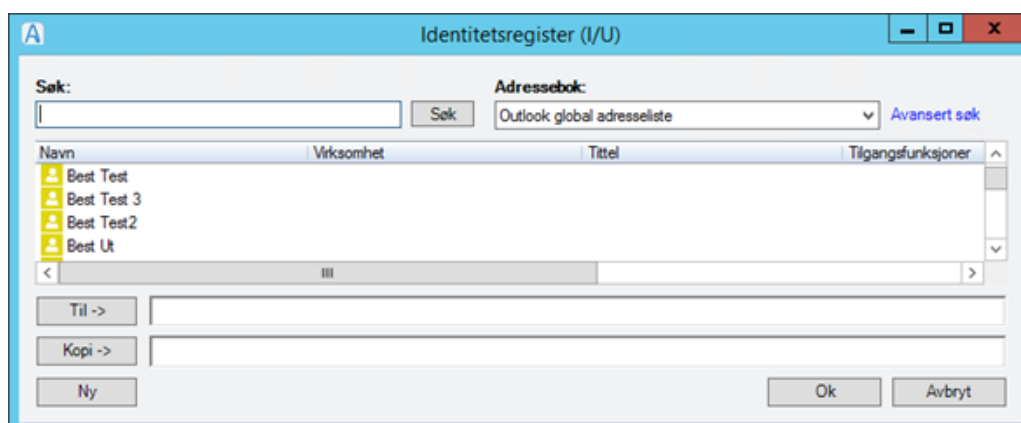 A
Identitetsregister (I/U)
Søk:
Adressebok:
Søk
Outlook global adresseliste
Avansert søk
Navn Virksomhet Tittel Tilgangsfunksjoner
Best Test
Best Test 3
Best Test2
Best Ut
Til ->
Kopi ->
Ny
Ok
Avbryt